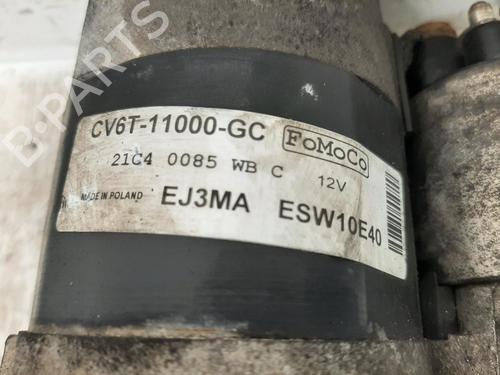 B-PARTS
CV6T-11000-GC FoMoCo
21C4 0085 WB C 12V
MADE IN POLAND EJ3MA ESW10E40